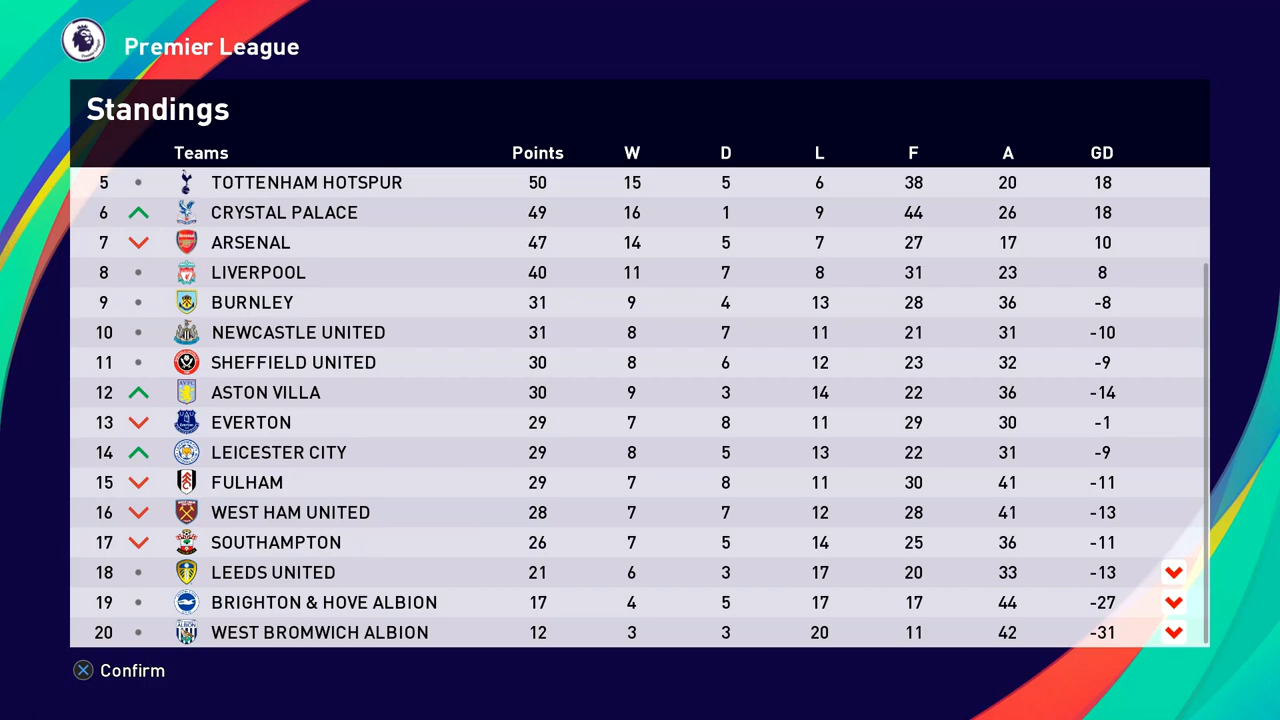 Premier League
Standings
Teams Points W D L F A GD
5 TOTTENHAM HOTSPUR 50 15 5 6 38 20 18
6 CRYSTAL PALACE 49 16 1 9 44 26 18
7 ARSENAL 47 14 5 7 27 17 10
8 LIVERPOOL 40 11 7 8 31 23 8
9 BURNLEY 31 9 4 13 28 36 -8
10 NEWCASTLE UNITED 31 8 7 11 21 31 -10
11 SHEFFIELD UNITED 30 8 6 12 23 32 -9
12 ASTON VILLA 30 9 3 14 22 36 -14
13 EVERTON 29 7 8 11 29 30 -1
14 LEICESTER CITY 29 8 5 13 22 31 -9
15 FULHAM 29 7 8 11 30 41 -11
16 WEST HAM UNITED 28 7 7 12 28 41 -13
17 SOUTHAMPTON 26 7 5 14 25 36 -11
18 LEEDS UNITED 21 6 3 17 20 33 -13
19 BRIGHTON & HOVE ALBION 17 4 5 17 17 44 -27
20 WEST BROMWICH ALBION 12 3 3 20 11 42 -31
Confirm